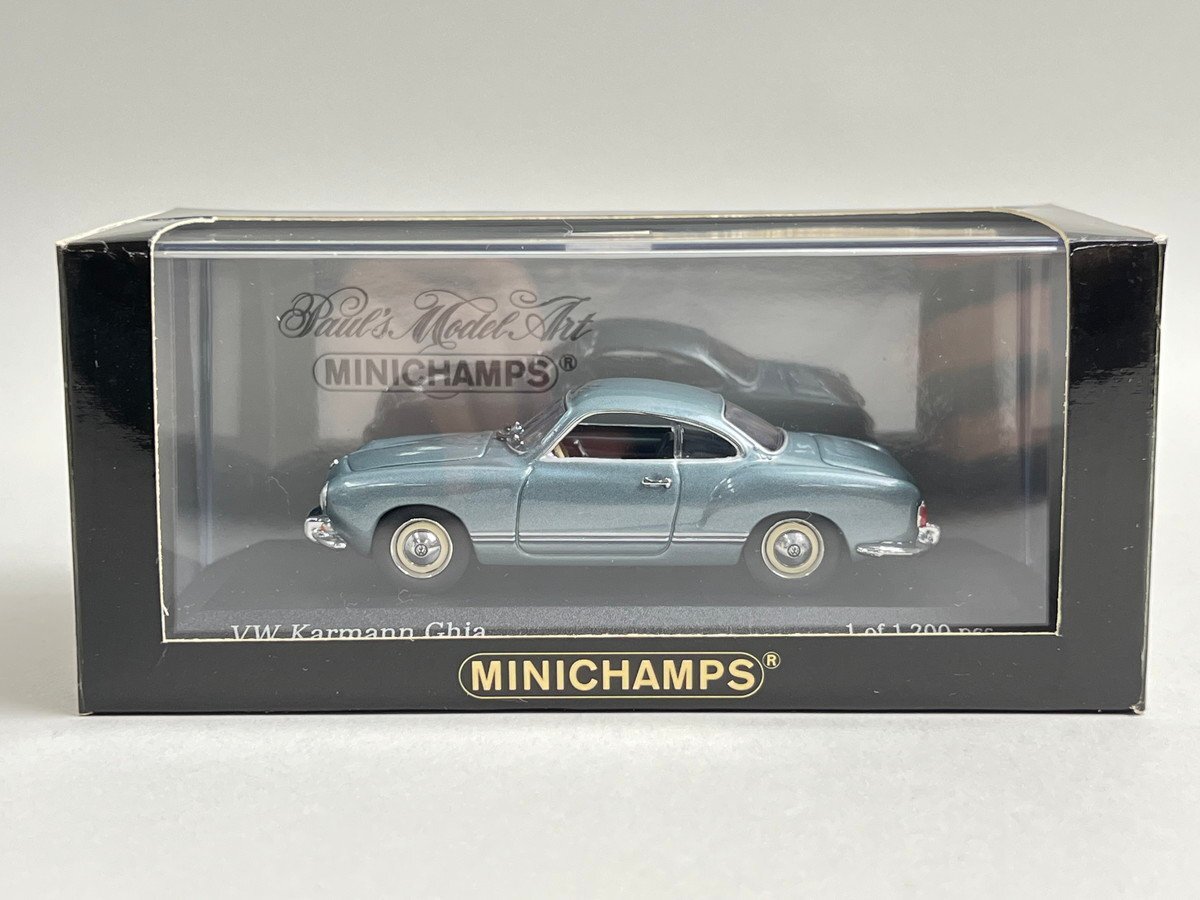 Paul's Model Art
MINICHAMPS®
VW Karmann Ghia
1 of 1.200 pcs
MINICHAMPS®